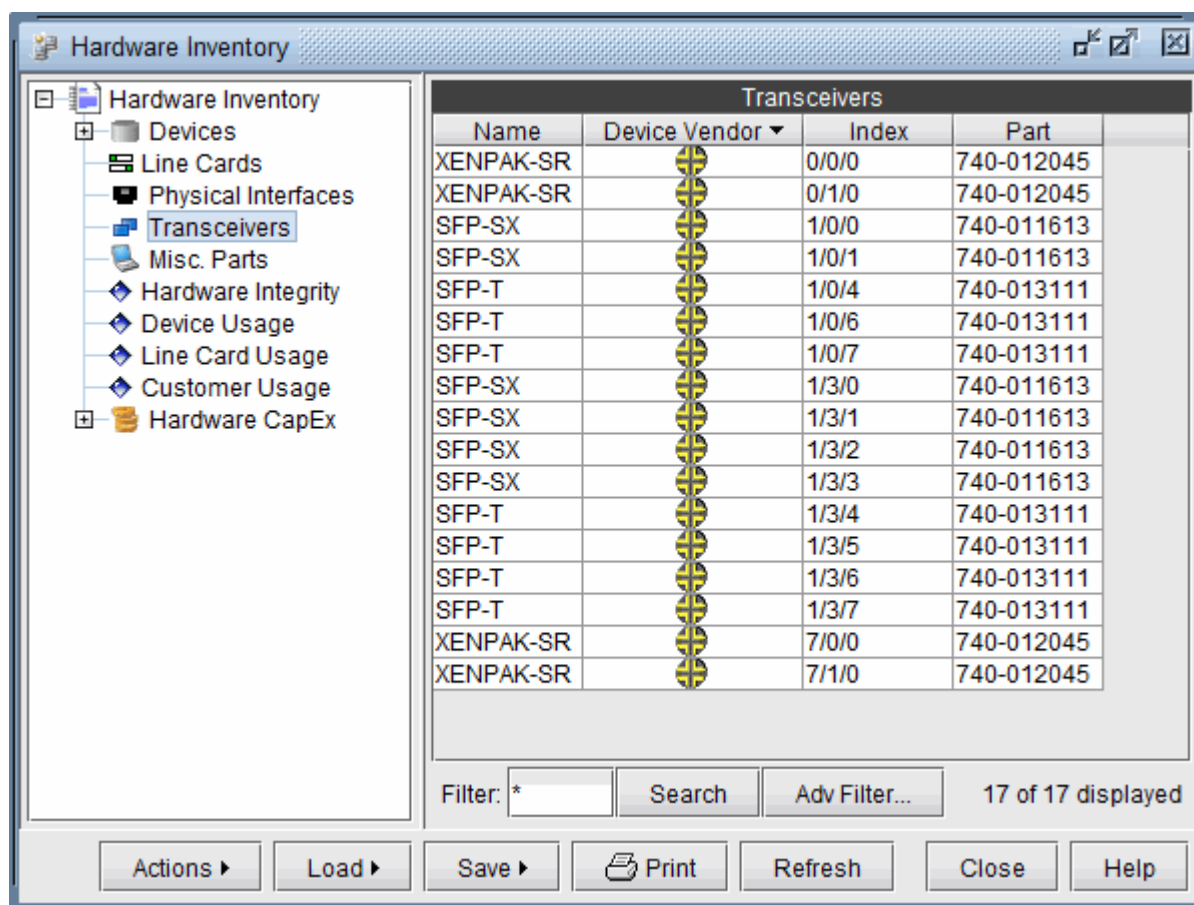 Hardware Inventory
Hardware Inventory
Devices
Line Cards
Physical Interfaces
Transceivers
Misc. Parts
Hardware Integrity
Device Usage
Line Card Usage
Customer Usage
Hardware CapEx
Transceivers
Name Device Vendor Index Part
XENPAK-SR 0/0/0 740-012045
XENPAK-SR 0/1/0 740-012045
SFP-SX 1/0/0 740-011613
SFP-SX 1/0/1 740-011613
SFP-T 1/0/4 740-013111
SFP-T 1/0/6 740-013111
SFP-T 1/0/7 740-013111
SFP-SX 1/3/0 740-011613
SFP-SX 1/3/1 740-011613
SFP-SX 1/3/2 740-011613
SFP-SX 1/3/3 740-011613
SFP-T 1/3/4 740-013111
SFP-T 1/3/5 740-013111
SFP-T 1/3/6 740-013111
SFP-T 1/3/7 740-013111
XENPAK-SR 7/0/0 740-012045
XENPAK-SR 7/1/0 740-012045
Filter: * Search Adv Filter... 17 of 17 displayed
Actions Load Save Print Refresh Close Help